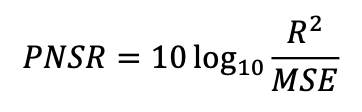 PNSR = 10 log₁₀ R² / MSE